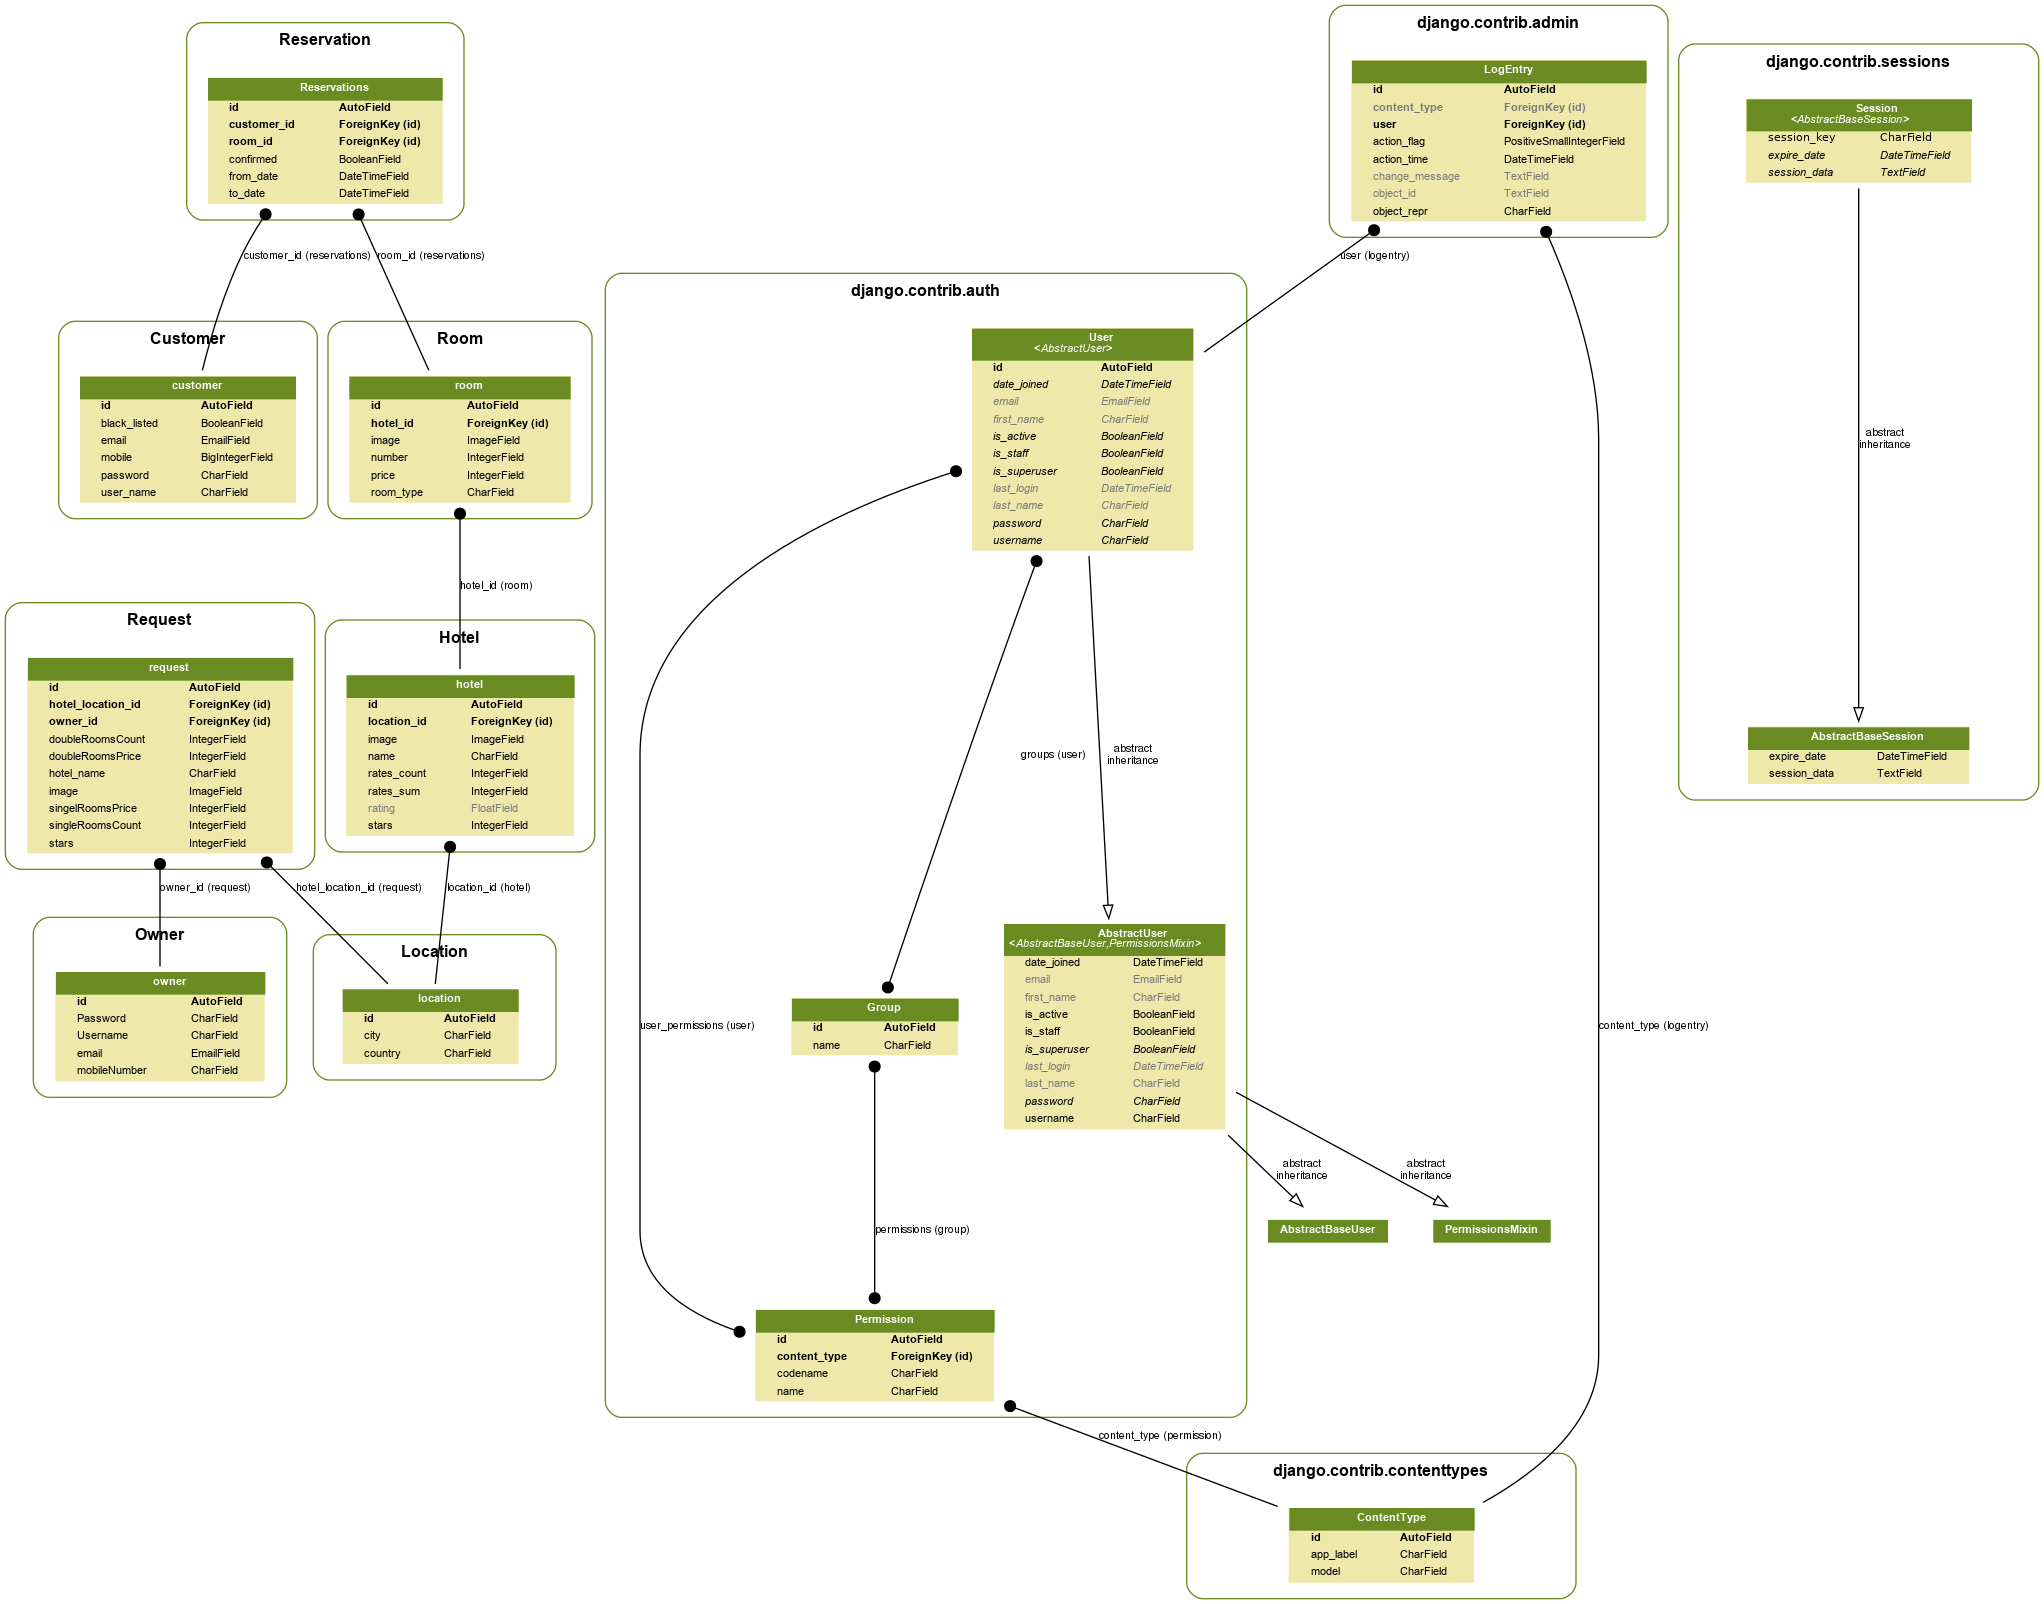 Reservation
Reservations
id AutoField
customer_id ForeignKey (id)
room_id ForeignKey (id)
confirmed BooleanField
from_date DateTimeField
to_date DateTimeField
customer_id (reservations)
room_id (reservations)
Customer
customer
id AutoField
black_listed BooleanField
email EmailField
mobile BigIntegerField
password CharField
user_name CharField
Room
room
id AutoField
hotel_id ForeignKey (id)
image ImageField
number IntegerField
price IntegerField
room_type CharField
hotel_id (room)
Request
request
id AutoField
hotel_location_id ForeignKey (id)
owner_id ForeignKey (id)
doubleRoomsCount IntegerField
doubleRoomsPrice IntegerField
hotel_name CharField
image ImageField
singelRoomsPrice IntegerField
singleRoomsCount IntegerField
stars IntegerField
Hotel
hotel
id AutoField
location_id ForeignKey (id)
image ImageField
name CharField
rates_count IntegerField
rates_sum IntegerField
rating FloatField
stars IntegerField
owner_id (request)
hotel_location_id (request)
location_id (hotel)
Owner
owner
id AutoField
Password CharField
Username CharField
email EmailField
mobileNumber CharField
Location
location
id AutoField
city CharField
country CharField
django.contrib.auth
User
<AbstractUser>
id AutoField
date_joined DateTimeField
email EmailField
first_name CharField
is_active BooleanField
is_staff BooleanField
is_superuser BooleanField
last_login DateTimeField
last_name CharField
password CharField
username CharField
groups (user)
abstract
inheritance
user_permissions (user)
Group
id AutoField
name CharField
AbstractUser
<AbstractBaseUser,PermissionsMixin>
date_joined DateTimeField
email EmailField
first_name CharField
is_active BooleanField
is_staff BooleanField
is_superuser BooleanField
last_login DateTimeField
last_name CharField
password CharField
username CharField
permissions (group)
abstract
inheritance
abstract
inheritance
AbstractBaseUser
PermissionsMixin
Permission
id AutoField
content_type ForeignKey (id)
codename CharField
name CharField
content_type (permission)
django.contrib.admin
LogEntry
id AutoField
content_type ForeignKey (id)
user ForeignKey (id)
action_flag PositiveSmallIntegerField
action_time DateTimeField
change_message TextField
object_id TextField
object_repr CharField
user (logentry)
content_type (logentry)
django.contrib.contenttypes
ContentType
id AutoField
app_label CharField
model CharField
django.contrib.sessions
Session
<AbstractBaseSession>
session_key CharField
expire_date DateTimeField
session_data TextField
abstract
inheritance
AbstractBaseSession
expire_date DateTimeField
session_data TextField